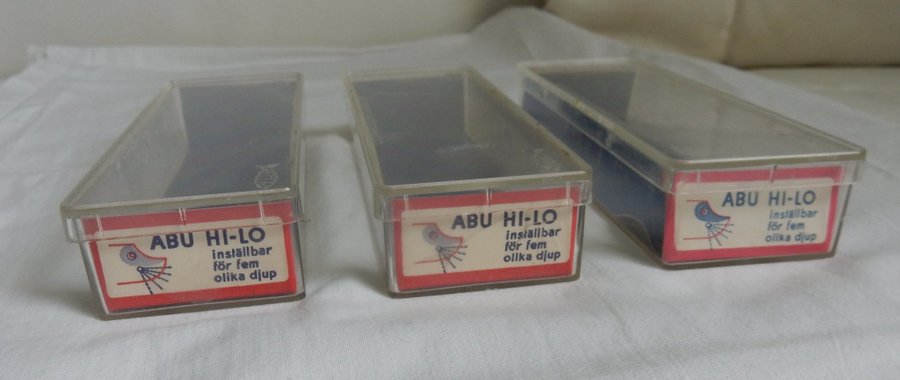 ABU HI-LO
inställbar
för fem
olika djup
ABU HI-LO
inställbar
för fem
olika djup
ABU HI-LO
inställbar
för fem
olika djup